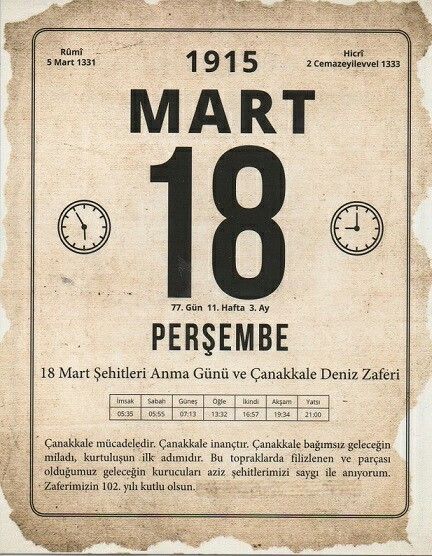 Rûmî
5 Mart 1331
1915
Hicrî
2 Cemazeyilevvel 1333
MART
18
77. Gün 11. Hafta 3. Ay
PERŞEMBE
18 Mart Şehitleri Anma Günü ve Çanakkale Deniz Zaferi
İmsak Sabah Güneş Öğle İkindi Akşam Yatsı
05:35 05:55 07:13 13:32 16:57 19:34 21:00
Çanakkale mücadeledir. Çanakkale inançtır. Çanakkale bağımsız geleceğin
miladı, kurtuluşun ilk adımıdır. Bu topraklarda filizlenen ve parçası
olduğumuz geleceğin kurucuları aziz şehitlerimizi saygı ile anıyorum.
Zaferimizin 102. yılı kutlu olsun.